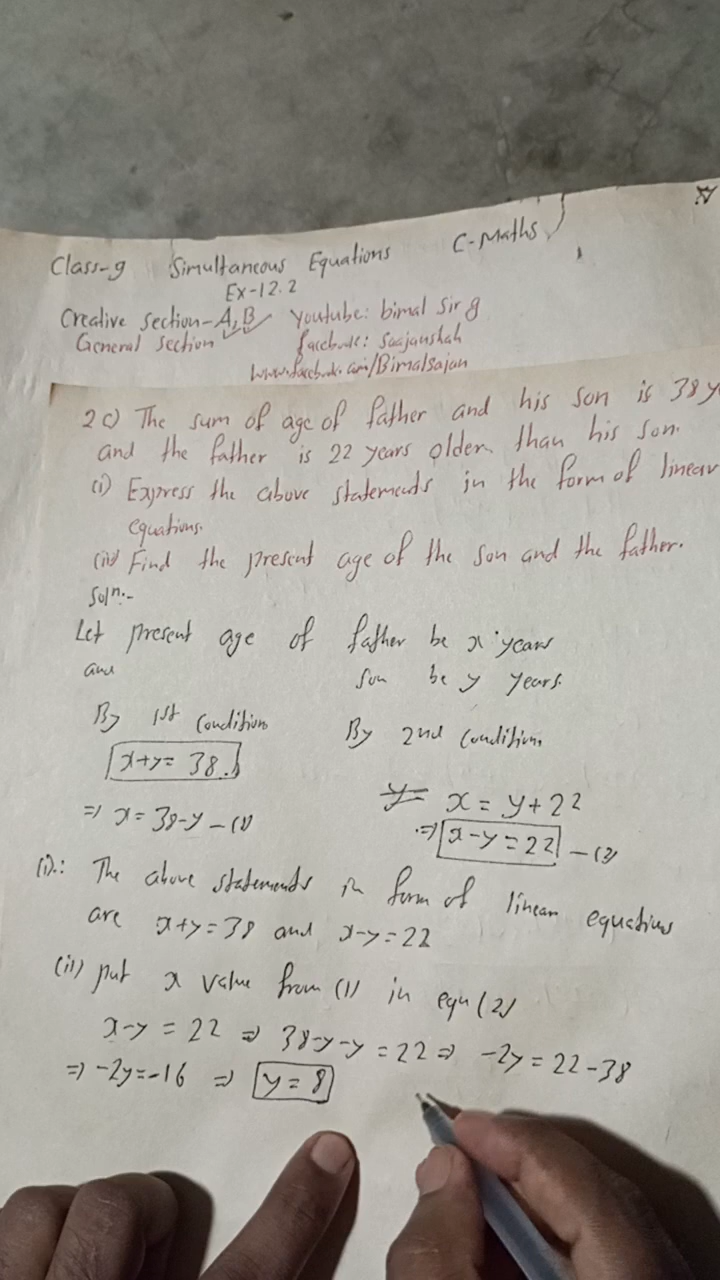 Class-9 Simultaneous Equations C-Maths
Ex-12.2
Creative Section-A,B Youtube: bimal sir 9
General Section facebook: Saajanshah
www.facebook.com/Bimalsajan
2 c) The sum of age of father and his son is 38 y
and the father is 22 years older than his son.
(i) Express the above statements in the form of linear
equations.
(ii) Find the present age of the son and the father.
Soln:-
Let present age of father be x years
and son be y years.
By 1st Condition By 2nd Condition,
x+y= 38. y= x = y+22
⇒ x = 38-y - (1) ⇒ x-y = 22 - (2)
(i): The above statements in form of linear equations
are x+y=38 and x-y=22
(ii) put x value from (1) in equn (2)
x-y = 22 ⇒ 38-y-y = 22 ⇒ -2y = 22-38
⇒ -2y=-16 ⇒ y = 8